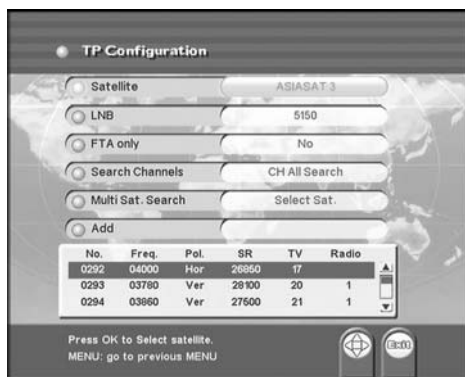 TP Configuration
Satellite ASIASAT 3
LNB 5150
FTA only No
Search Channels CH All Search
Multi Sat. Search Select Sat.
Add
No. Freq. Pol. SR TV Radio
0292 04000 Hor 26850 17
0293 03780 Ver 28100 20 1
0294 03860 Ver 27500 21 1
Press OK to Select satellite.
MENU: go to previous MENU
Exit